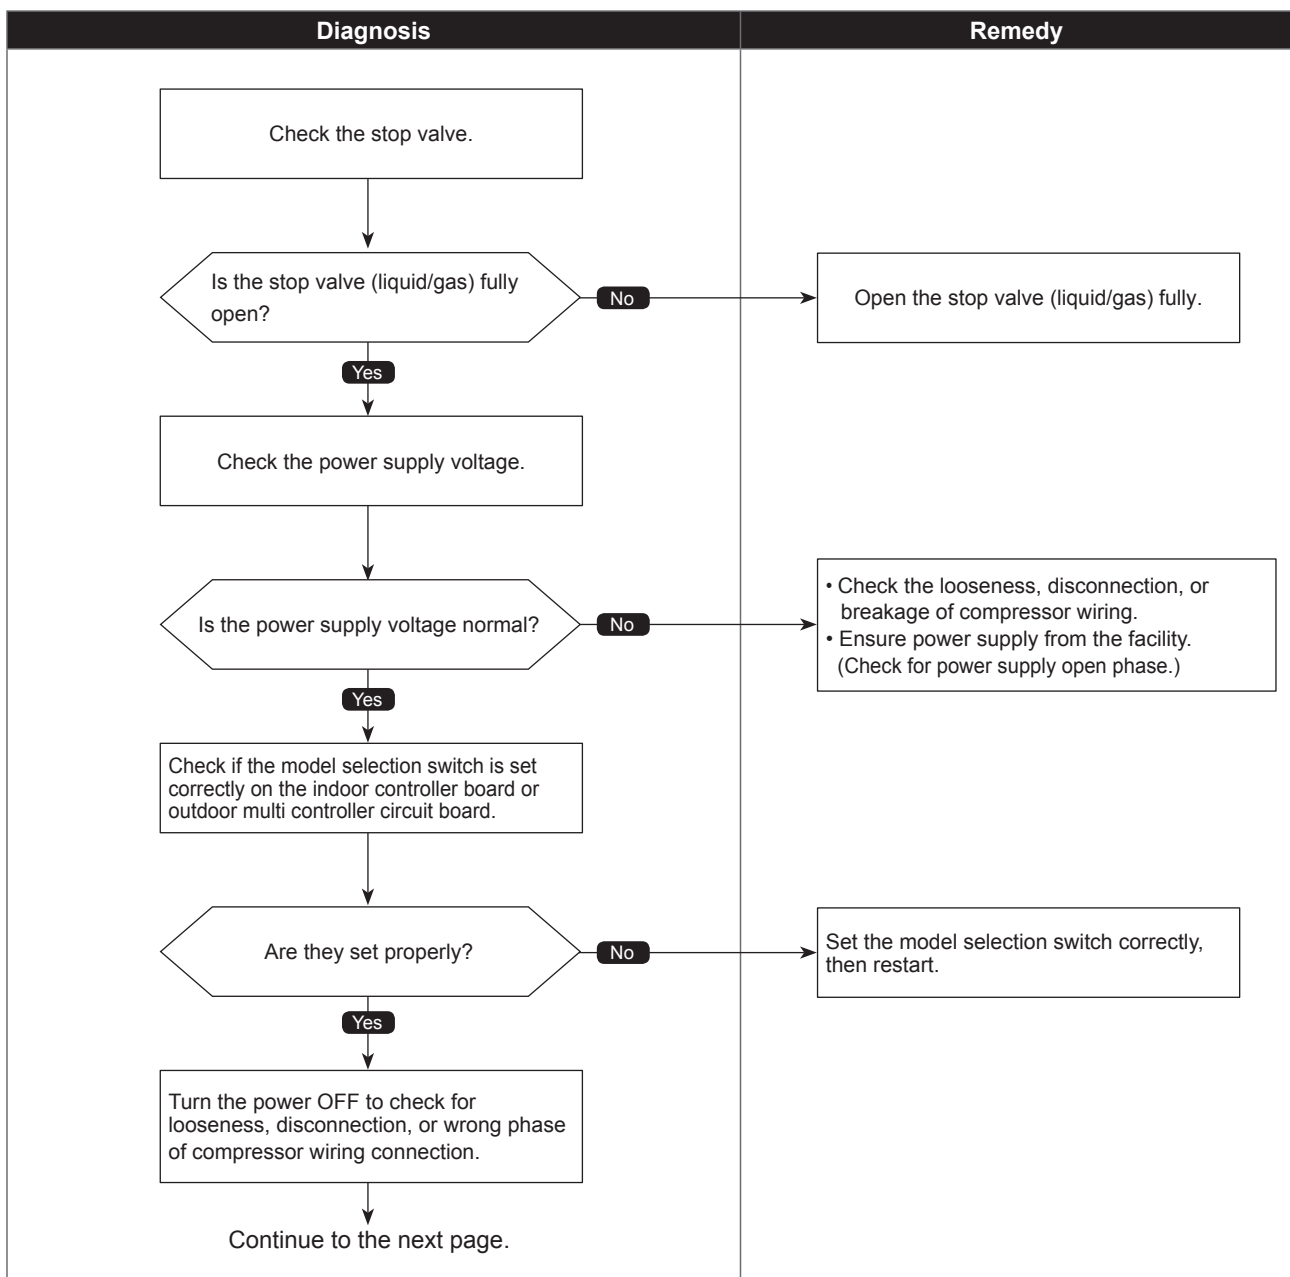 Diagnosis
Remedy
Check the stop valve.
Is the stop valve (liquid/gas) fully
open?
No
Open the stop valve (liquid/gas) fully.
Yes
Check the power supply voltage.
Is the power supply voltage normal?
No
• Check the looseness, disconnection, or
breakage of compressor wiring.
• Ensure power supply from the facility.
(Check for power supply open phase.)
Yes
Check if the model selection switch is set
correctly on the indoor controller board or
outdoor multi controller circuit board.
Are they set properly?
No
Set the model selection switch correctly,
then restart.
Yes
Turn the power OFF to check for
looseness, disconnection, or wrong phase
of compressor wiring connection.
Continue to the next page.